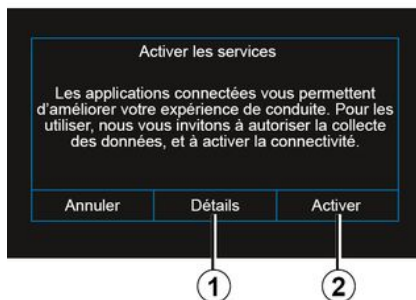 Activer les services
Les applications connectées vous permettent
d’améliorer votre expérience de conduite. Pour les
utiliser, nous vous invitons à autoriser la collecte
des données, et à activer la connectivité.
Annuler Détails Activer
1 2